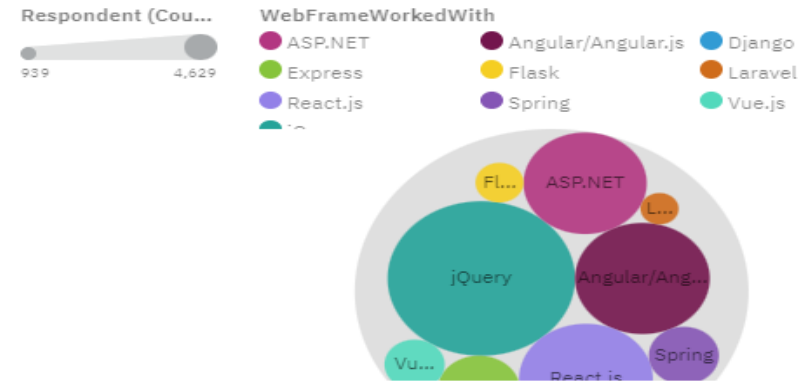 Respondent (Cou... WebFrameWorkedWith
ASP.NET Angular/Angular.js Django
939 4,629 Express Flask Laravel
React.js Spring Vue.js
Fl... ASP.NET
L...
jQuery Angular/Ang...
Vu... Spring
React.js